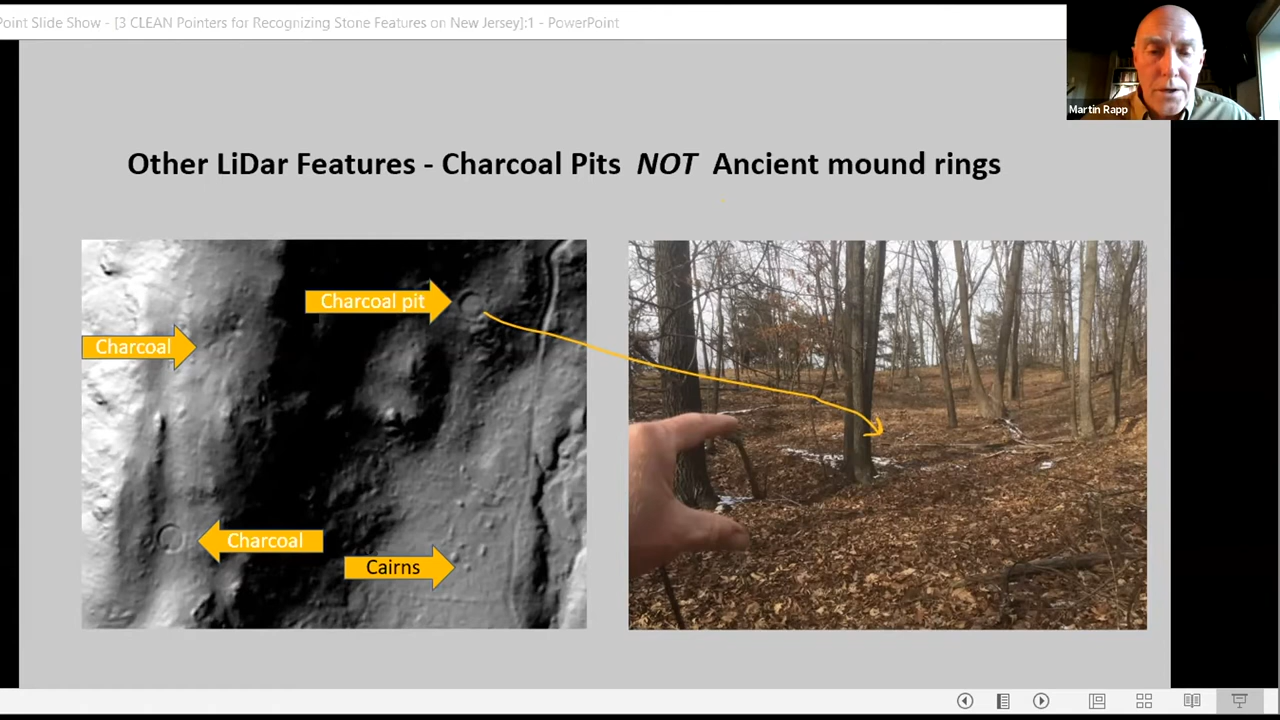 Point Slide Show - [3 CLEAN Pointers for Recognizing Stone Features on New Jersey]:1 - PowerPoint
Martin Rapp
Other LiDar Features - Charcoal Pits NOT Ancient mound rings
Charcoal pit
Charcoal
Charcoal
Cairns